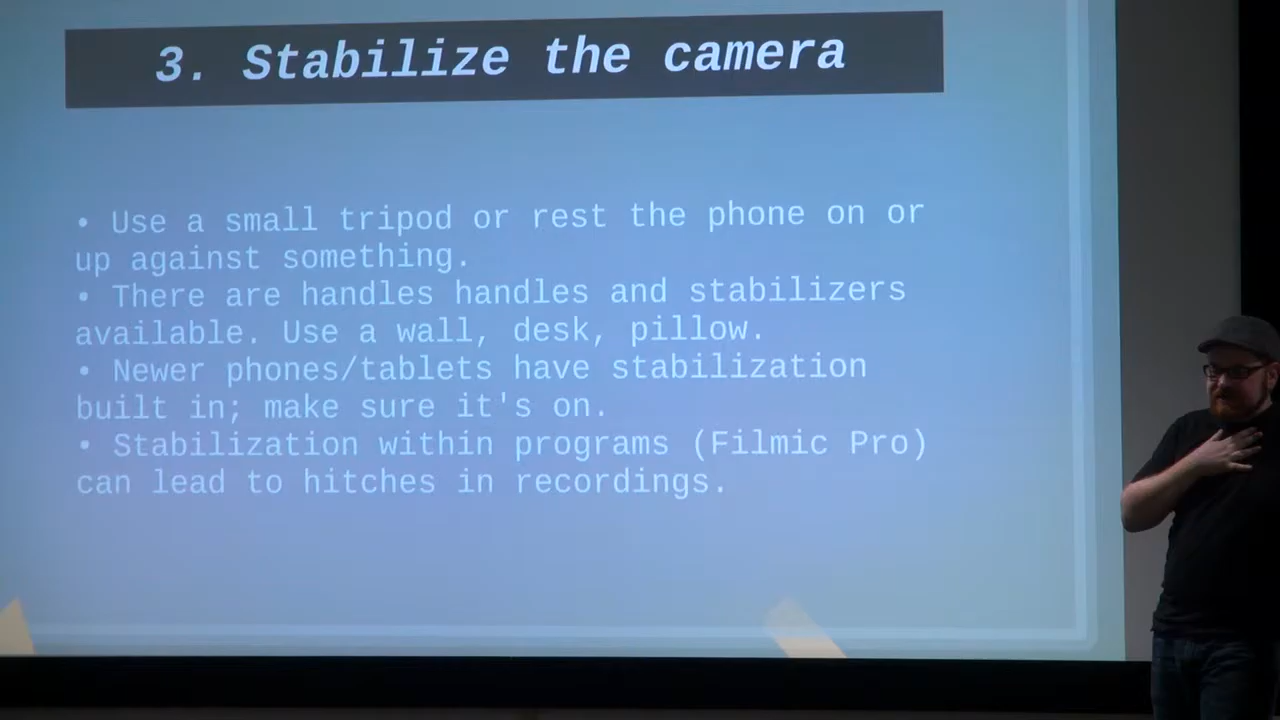 3. Stabilize the camera
• Use a small tripod or rest the phone on or
up against something.
• There are handles handles and stabilizers
available. Use a wall, desk, pillow.
• Newer phones/tablets have stabilization
built in; make sure it's on.
• Stabilization within programs (Filmic Pro)
can lead to hitches in recordings.